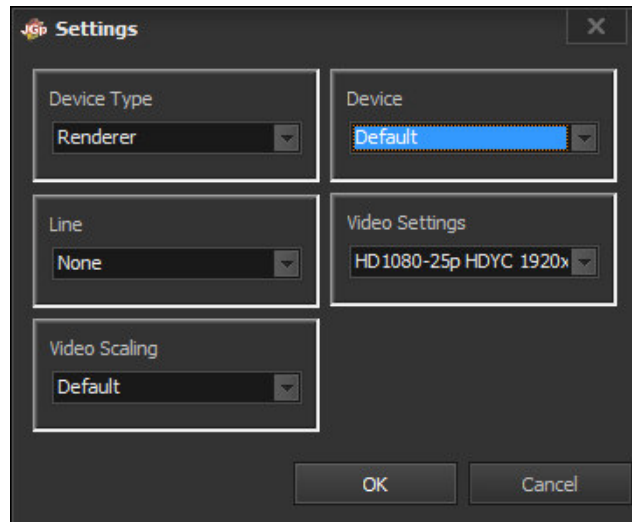 JGp Settings
Device Type
Renderer
Device
Default
Line
None
Video Settings
HD1080-25p HDYC 1920x
Video Scaling
Default
OK
Cancel